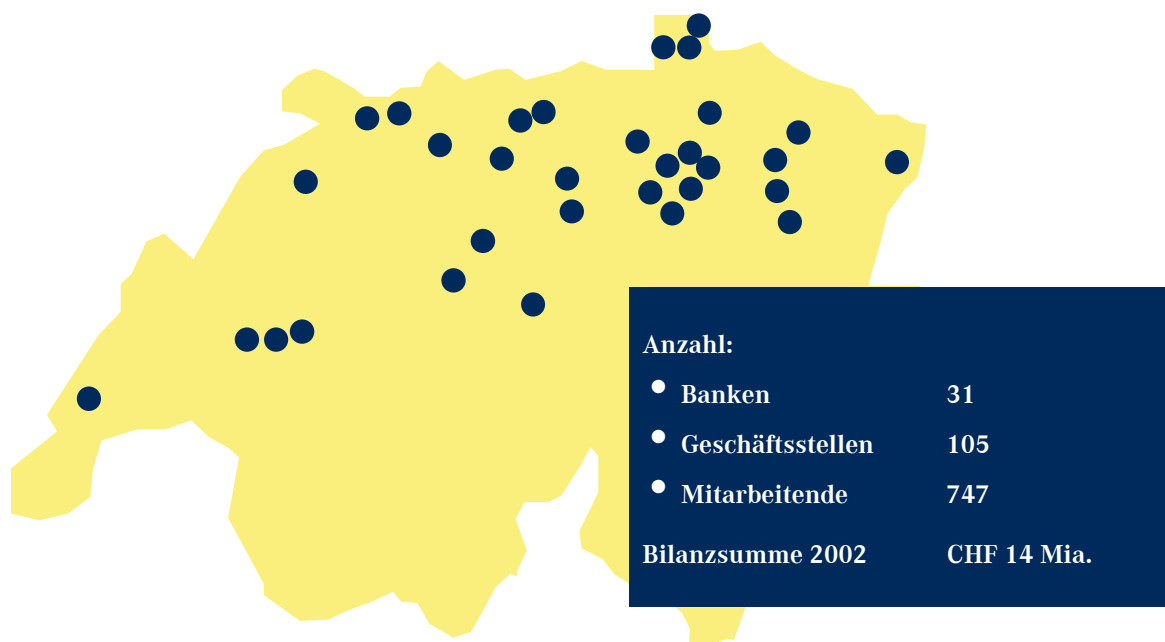 Anzahl:
• Banken 31
• Geschäftsstellen 105
• Mitarbeitende 747
Bilanzsumme 2002 CHF 14 Mia.